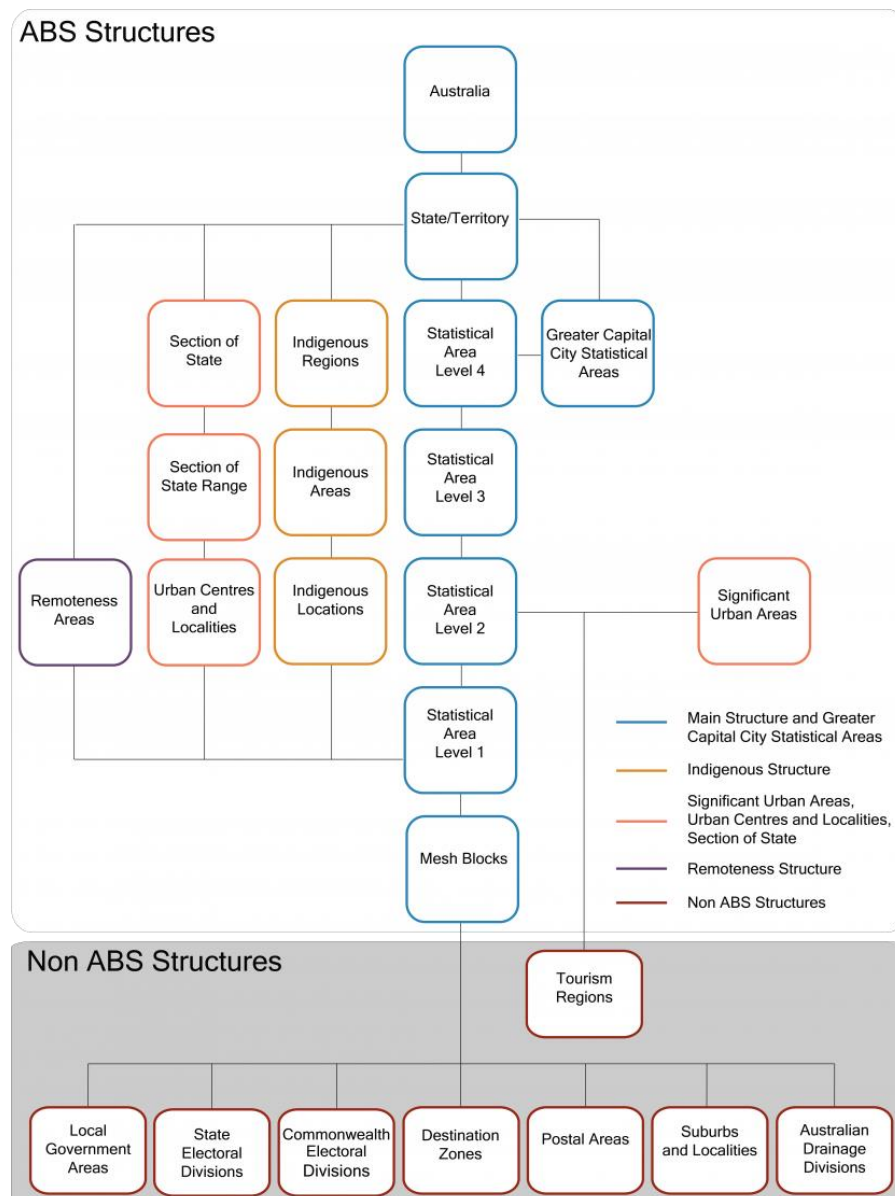 ABS Structures
Australia
State/Territory
Section of
State
Indigenous
Regions
Statistical
Area
Level 4
Greater Capital
City Statistical
Areas
Section of
State Range
Indigenous
Areas
Statistical
Area
Level 3
Remoteness
Areas
Urban Centres
and
Localities
Indigenous
Locations
Statistical
Area
Level 2
Significant
Urban Areas
Statistical
Area
Level 1
Mesh Blocks
Main Structure and Greater
Capital City Statistical Areas
Indigenous Structure
Significant Urban Areas,
Urban Centres and Localities,
Section of State
Remoteness Structure
Non ABS Structures
Non ABS Structures
Tourism
Regions
Local
Government
Areas
State
Electoral
Divisions
Commonwealth
Electoral
Divisions
Destination
Zones
Postal Areas
Suburbs
and Localities
Australian
Drainage
Divisions